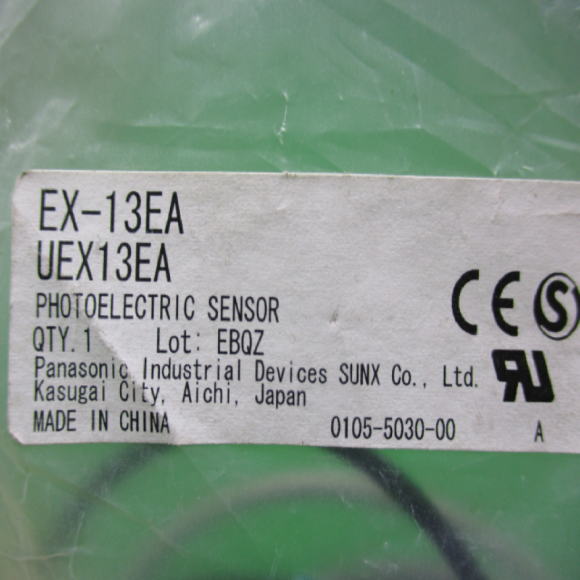 EX-13EA
UEX13EA
PHOTOELECTRIC SENSOR
QTY.1 Lot: EBQZ
Panasonic Industrial Devices SUNX Co., Ltd.
Kasugai City, Aichi, Japan
MADE IN CHINA 0105-5030-00 A
CE